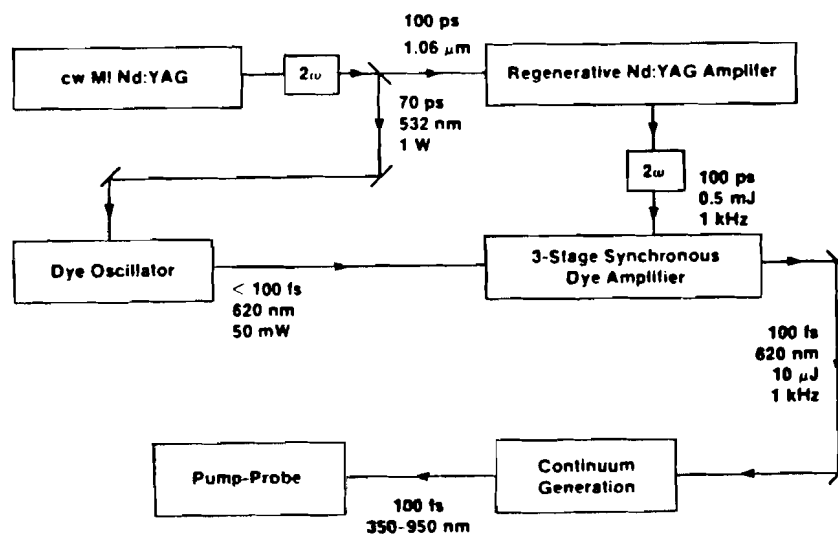 100 ps
1.06 μm
cw Ml Nd:YAG
2ω
Regenerative Nd:YAG Amplifer
70 ps
532 nm
1 W
2ω
100 ps
0.5 mJ
1 kHz
Dye Oscillator
3-Stage Synchronous
Dye Amplifier
< 100 fs
620 nm
50 mW
100 fs
620 nm
10 μJ
1 kHz
Pump-Probe
Continuum
Generation
100 fs
350-950 nm